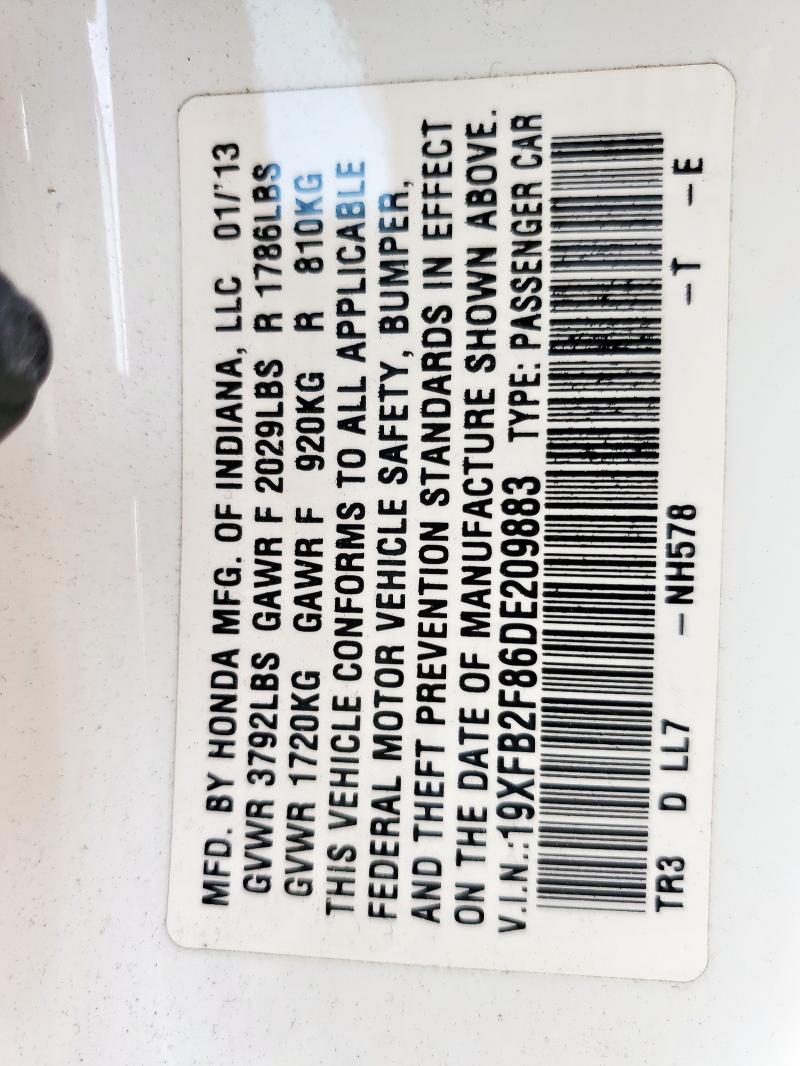 MFD. BY HONDA MFG. OF INDIANA, LLC 01/'13
GVWR 3792LBS GAWR F 2029LBS R 1786LBS
GVWR 1720KG GAWR F 920KG R 810KG
THIS VEHICLE CONFORMS TO ALL APPLICABLE
FEDERAL MOTOR VEHICLE SAFETY, BUMPER,
AND THEFT PREVENTION STANDARDS IN EFFECT
ON THE DATE OF MANUFACTURE SHOWN ABOVE.
V.I.N.:19XFB2F86DE209883 TYPE: PASSENGER CAR
TR3 D LL7 –NH578 –T –E